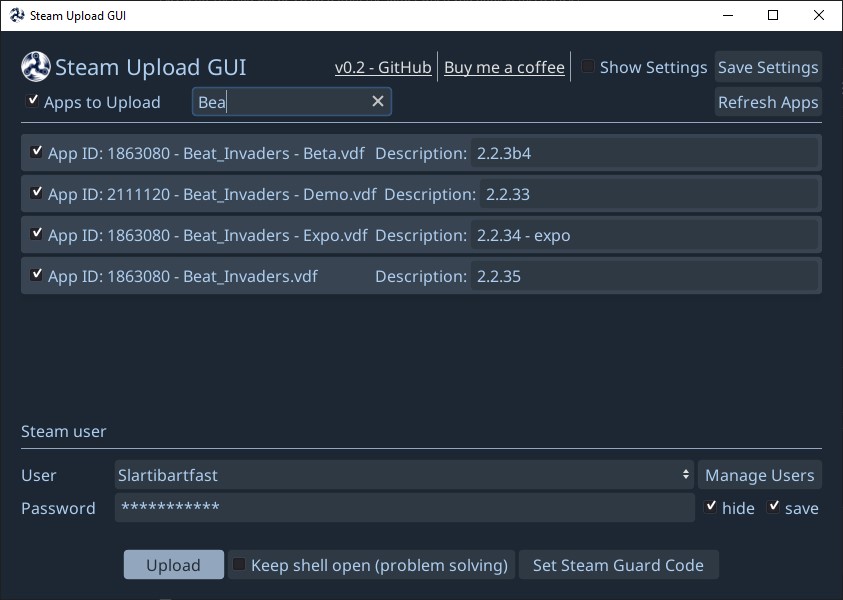 Steam Upload GUI
Steam Upload GUI v0.2 - GitHub Buy me a coffee Show Settings Save Settings
Apps to Upload Bea Refresh Apps
App ID: 1863080 - Beat_Invaders - Beta.vdf Description: 2.2.3b4
App ID: 2111120 - Beat_Invaders - Demo.vdf Description: 2.2.33
App ID: 1863080 - Beat_Invaders - Expo.vdf Description: 2.2.34 - expo
App ID: 1863080 - Beat_Invaders.vdf Description: 2.2.35
Steam user
User Slartibartfast Manage Users
Password *********** hide save
Upload Keep shell open (problem solving) Set Steam Guard Code